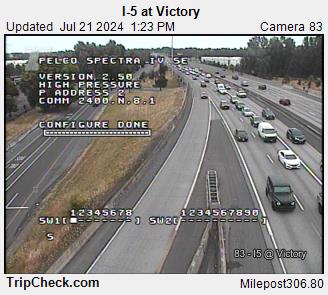 I-5 at Victory
Updated Jul 21 2024 1:23 PM Camera 83
PELCO SPECTRA IV SE
VERSION 2.50
HIGH PRESSURE
P ADDRESS 2
COMM 2400,N,8,1
CONFIGURE DONE
12345678 1234567890
SW1[ ] SW2[ ]
S
83 - I5 @ Victory
TripCheck.com Milepost306.80